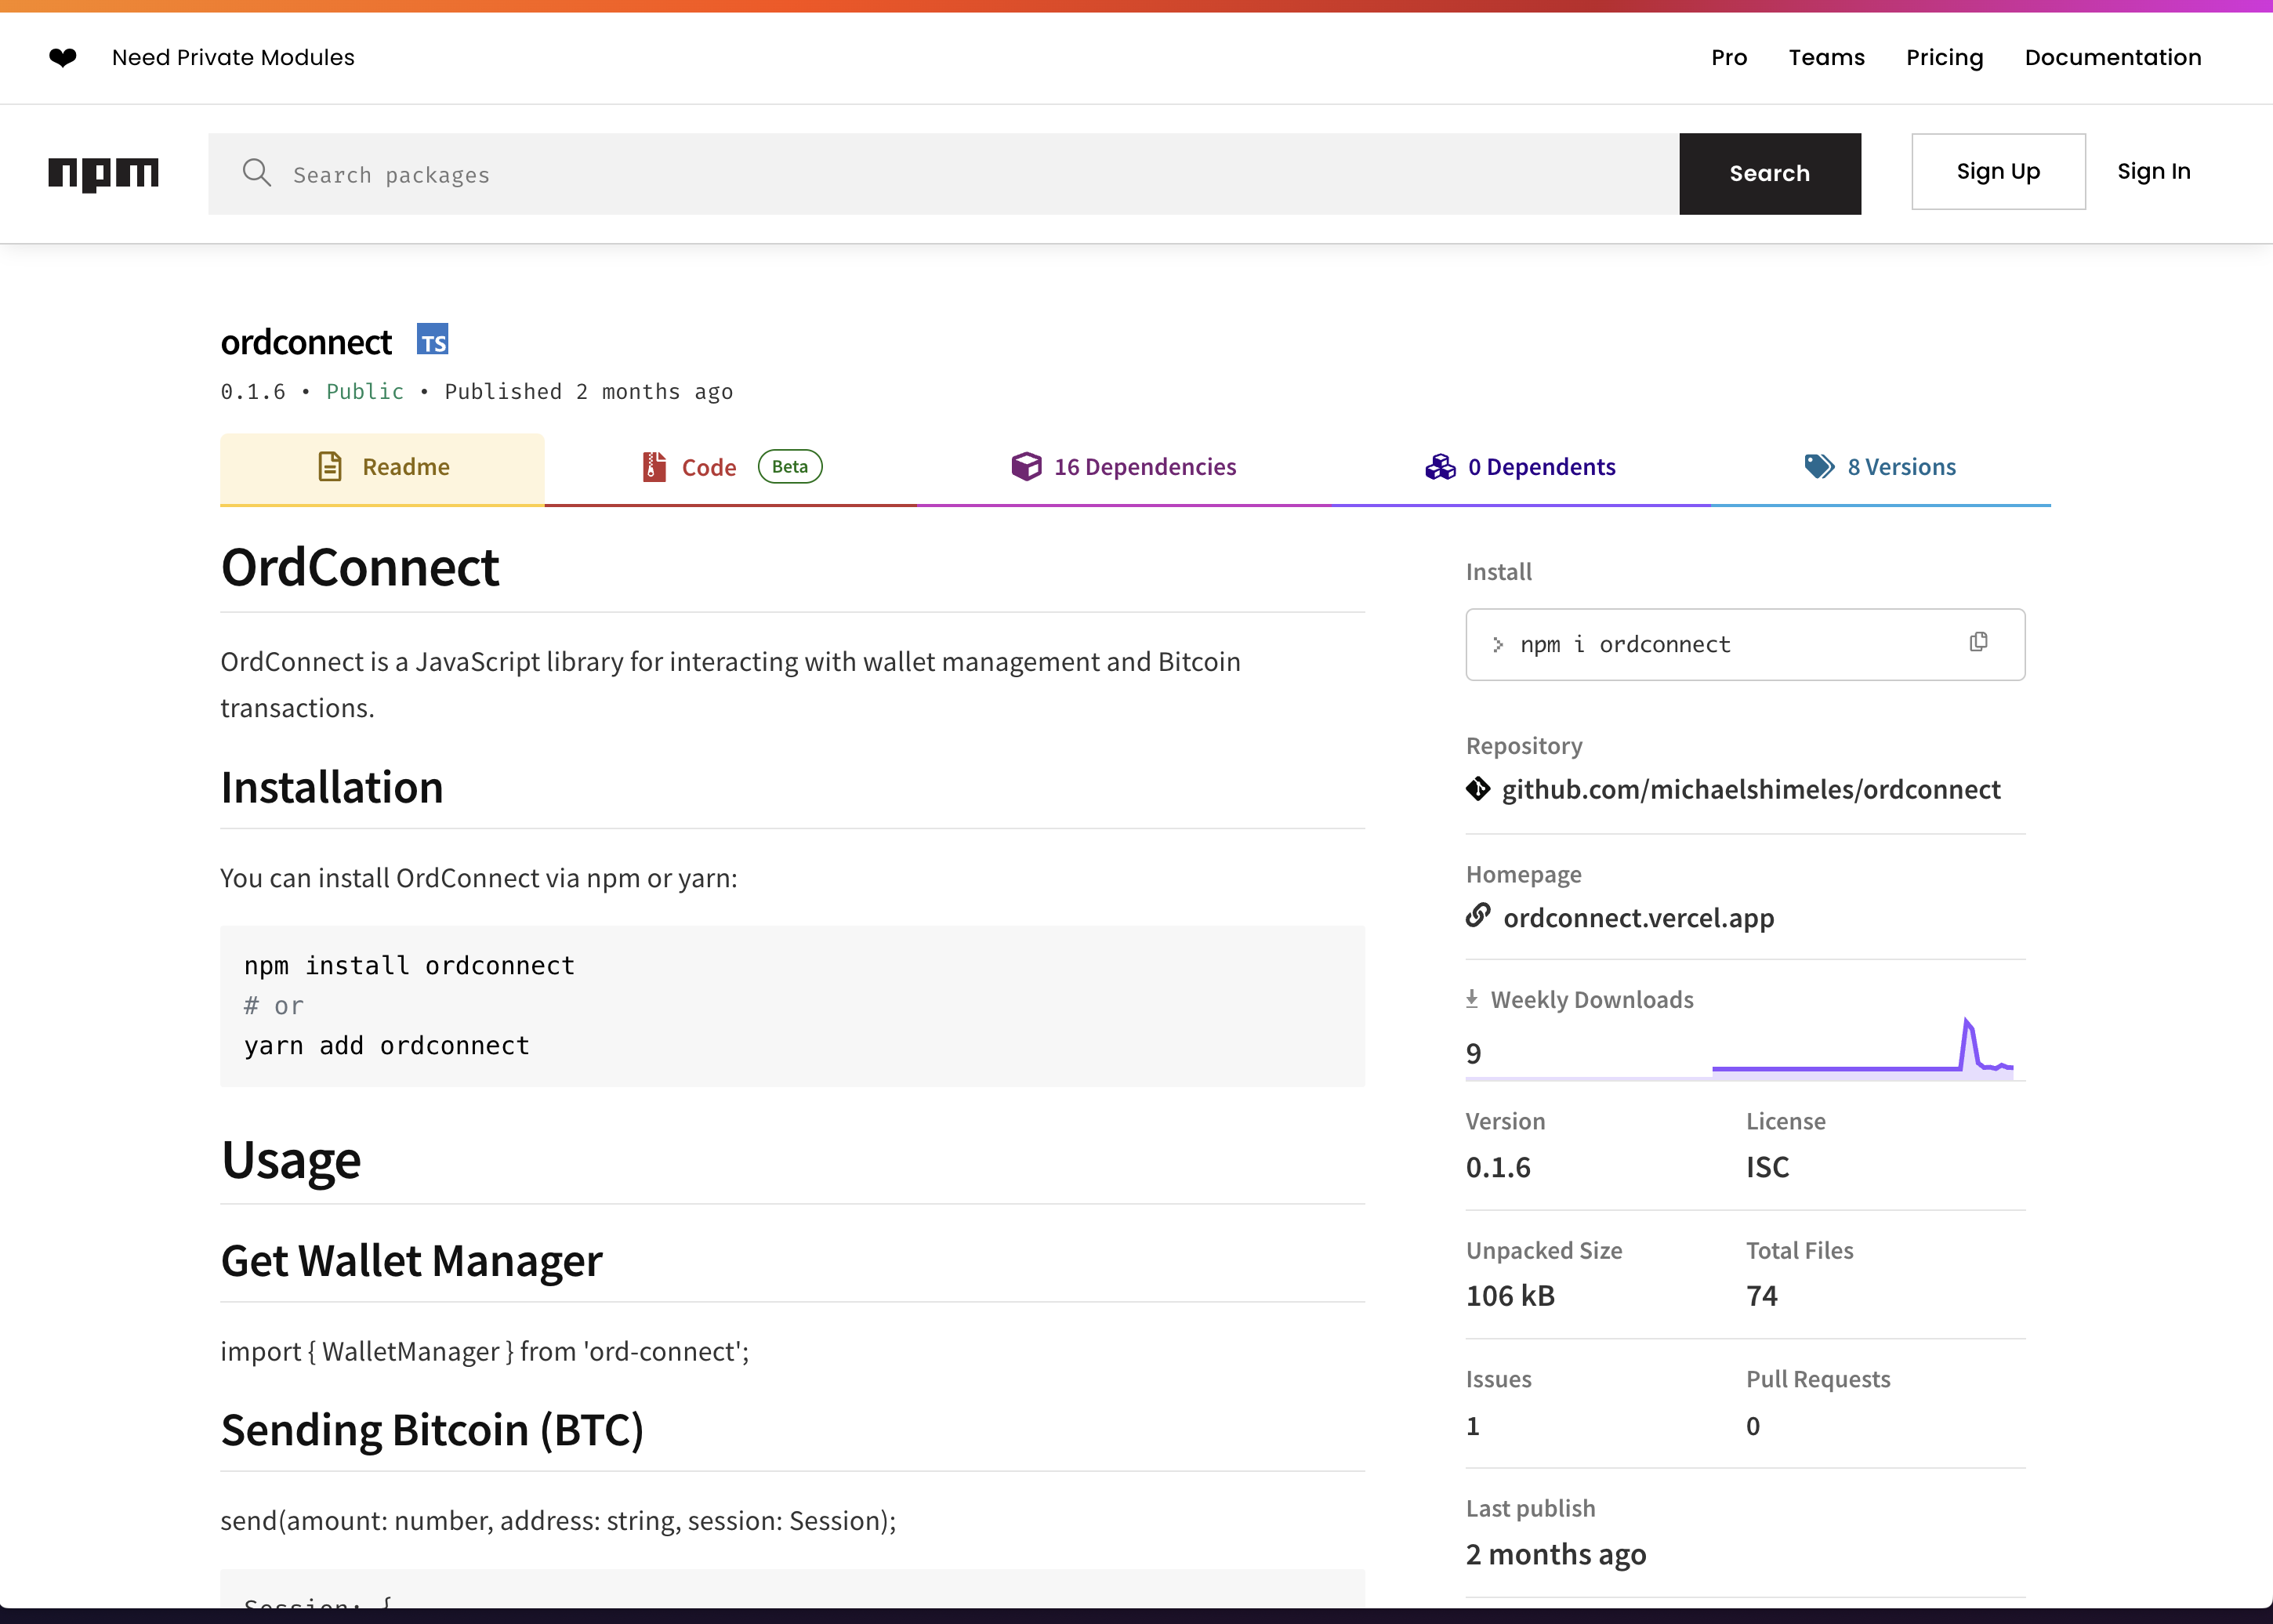 Need Private Modules
Pro Teams Pricing Documentation
npm
Search packages
Search
Sign Up
Sign In
ordconnect TS
0.1.6 • Public • Published 2 months ago
Readme
Code Beta
16 Dependencies
0 Dependents
8 Versions
OrdConnect
OrdConnect is a JavaScript library for interacting with wallet management and Bitcoin
transactions.
Installation
You can install OrdConnect via npm or yarn:
npm install ordconnect
# or
yarn add ordconnect
Usage
Get Wallet Manager
import { WalletManager } from 'ord-connect';
Sending Bitcoin (BTC)
send(amount: number, address: string, session: Session);
Session: {
Install
npm i ordconnect
Repository
github.com/michaelshimeles/ordconnect
Homepage
ordconnect.vercel.app
Weekly Downloads
9
Version License
0.1.6 ISC
Unpacked Size Total Files
106 kB 74
Issues Pull Requests
1 0
Last publish
2 months ago